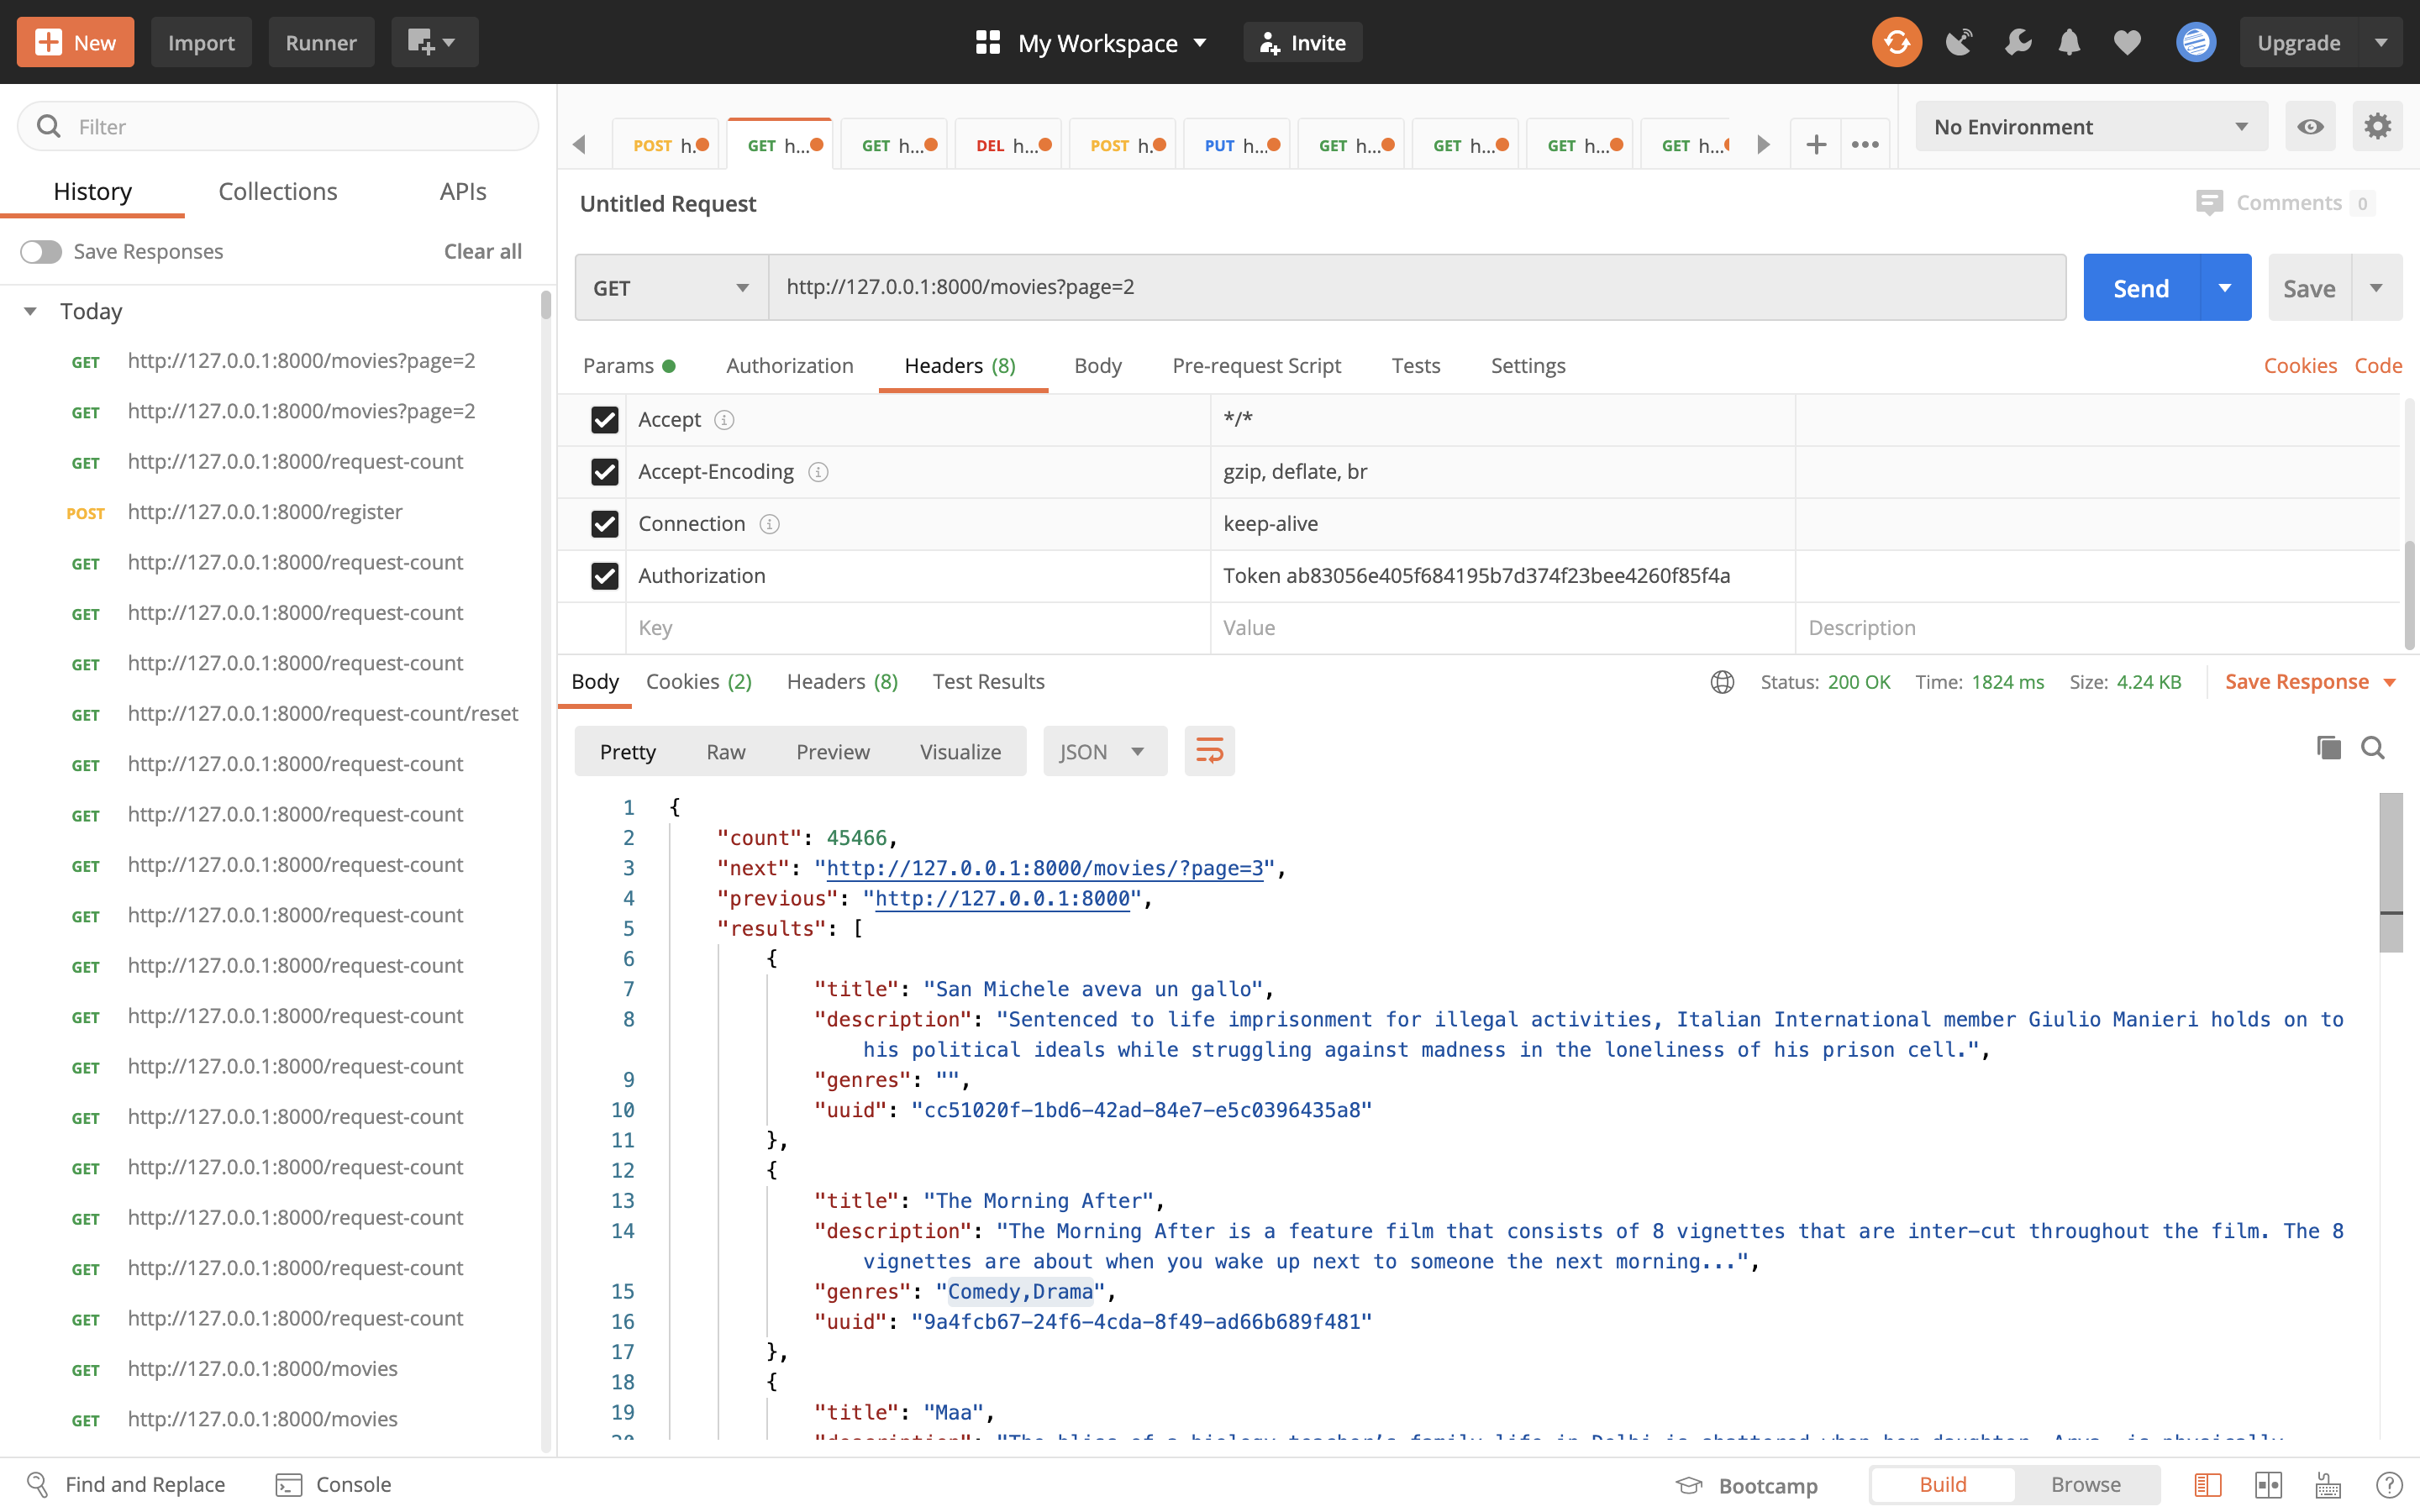 New
Import
Runner
My Workspace
Invite
Upgrade
Filter
History
Collections
APIs
Save Responses
Clear all
Today
GET http://127.0.0.1:8000/movies?page=2
GET http://127.0.0.1:8000/movies?page=2
GET http://127.0.0.1:8000/request-count
POST http://127.0.0.1:8000/register
GET http://127.0.0.1:8000/request-count
GET http://127.0.0.1:8000/request-count
GET http://127.0.0.1:8000/request-count
GET http://127.0.0.1:8000/request-count/reset
GET http://127.0.0.1:8000/request-count
GET http://127.0.0.1:8000/request-count
GET http://127.0.0.1:8000/request-count
GET http://127.0.0.1:8000/request-count
GET http://127.0.0.1:8000/request-count
GET http://127.0.0.1:8000/request-count
GET http://127.0.0.1:8000/request-count
GET http://127.0.0.1:8000/request-count
GET http://127.0.0.1:8000/request-count
GET http://127.0.0.1:8000/request-count
GET http://127.0.0.1:8000/request-count
GET http://127.0.0.1:8000/request-count
GET http://127.0.0.1:8000/movies
GET http://127.0.0.1:8000/movies
POST h.
GET h...
GET h...
DEL h...
POST h.
PUT h...
GET h...
GET h...
GET h...
GET h...
No Environment
Untitled Request
Comments 0
GET
http://127.0.0.1:8000/movies?page=2
Send
Save
Params
Authorization
Headers (8)
Body
Pre-request Script
Tests
Settings
Cookies
Code
Accept */*
Accept-Encoding gzip, deflate, br
Connection keep-alive
Authorization Token ab83056e405f684195b7d374f23bee4260f85f4a
Key Value Description
Body
Cookies (2)
Headers (8)
Test Results
Status: 200 OK
Time: 1824 ms
Size: 4.24 KB
Save Response
Pretty
Raw
Preview
Visualize
JSON
1 {
2 "count": 45466,
3 "next": "http://127.0.0.1:8000/movies/?page=3",
4 "previous": "http://127.0.0.1:8000",
5 "results": [
6 {
7 "title": "San Michele aveva un gallo",
8 "description": "Sentenced to life imprisonment for illegal activities, Italian International member Giulio Manieri holds on to
his political ideals while struggling against madness in the loneliness of his prison cell.",
9 "genres": "",
10 "uuid": "cc51020f-1bd6-42ad-84e7-e5c0396435a8"
11 },
12 {
13 "title": "The Morning After",
14 "description": "The Morning After is a feature film that consists of 8 vignettes that are inter-cut throughout the film. The 8
vignettes are about when you wake up next to someone the next morning...",
15 "genres": "Comedy,Drama",
16 "uuid": "9a4fcb67-24f6-4cda-8f49-ad66b689f481"
17 },
18 {
19 "title": "Maa",
20 "description": "The bliss of a biology teacher's family life in Delhi is shattered when her daughter, Arya, is physically
Find and Replace
Console
Bootcamp
Build
Browse